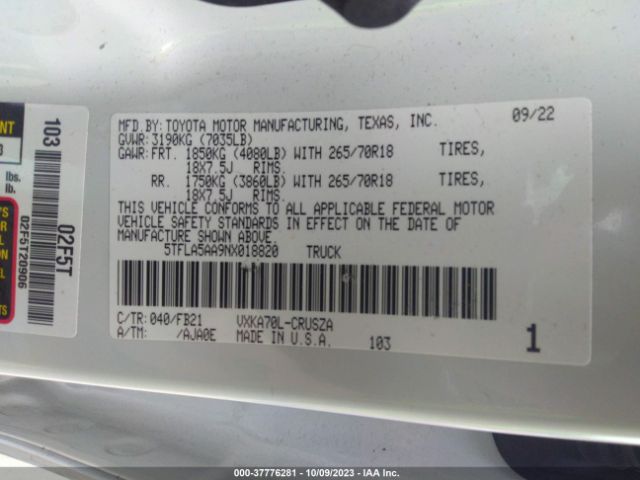 MFD.BY: TOYOTA MOTOR MANUFACTURING, TEXAS, INC. 09/22
GVWR: 3190KG (7035LB)
GAWR: FRT. 1850KG (4080LB) WITH 265/70R18 TIRES,
18X7.5J RIMS.
RR. 1750KG (3860LB) WITH 265/70R18 TIRES,
18X7.5J RIMS.
THIS VEHICLE CONFORMS TO ALL APPLICABLE FEDERAL MOTOR
VEHICLE SAFETY STANDARDS IN EFFECT ON THE DATE OF
MANUFACTURE SHOWN ABOVE.
5TFLA5AA9NX018820 TRUCK
C/TR: 040/FB21 VXKA70L-CRUSZA
A/TM: /AJA0E MADE IN U.S.A. 103 1
103
02F5T
02F5T20906
lbs.
lb.
000-37776281 - 10/09/2023 - IAA Inc.